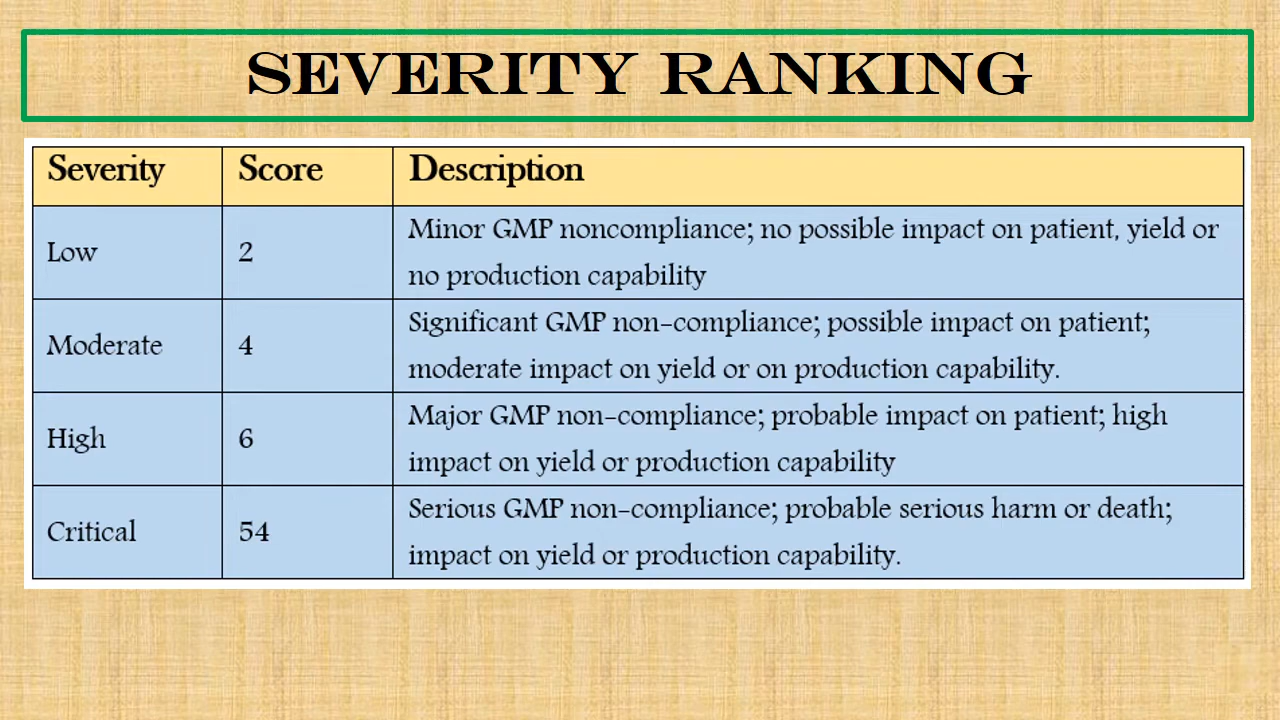 SEVERITY RANKING
Severity Score Description
Low 2 Minor GMP noncompliance; no possible impact on patient, yield or
no production capability
Moderate 4 Significant GMP non-compliance; possible impact on patient;
moderate impact on yield or on production capability.
High 6 Major GMP non-compliance; probable impact on patient; high
impact on yield or production capability
Critical 54 Serious GMP non-compliance; probable serious harm or death;
impact on yield or production capability.